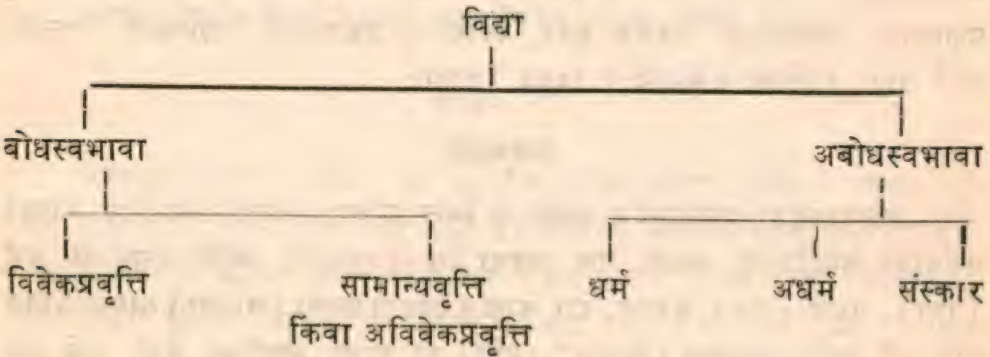 विद्या
बोधस्वभावा अबोधस्वभावा
विवेकप्रवृत्ति सामान्यवृत्ति धर्म अधर्म संस्कार
किंवा अविवेकप्रवृत्ति